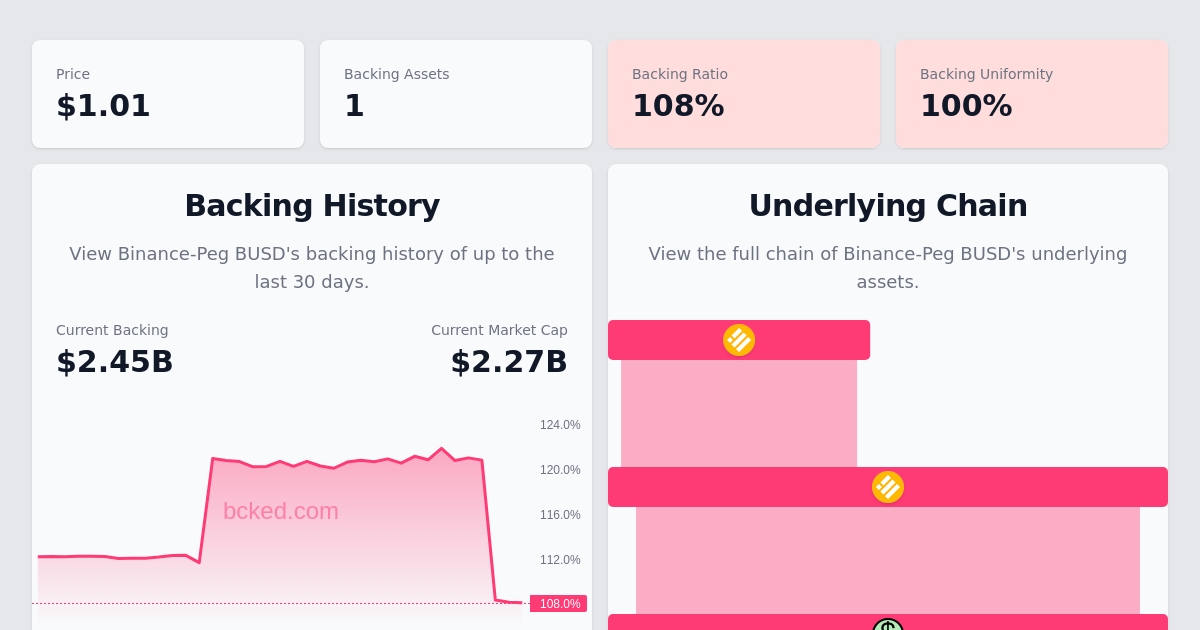 Price
$1.01
Backing Assets
1
Backing Ratio
108%
Backing Uniformity
100%
Backing History
View Binance-Peg BUSD's backing history of up to the
last 30 days.
Current Backing
$2.45B
Current Market Cap
$2.27B
124.0%
120.0%
116.0%
112.0%
108.0%
bcked.com
Underlying Chain
View the full chain of Binance-Peg BUSD's underlying
assets.
$